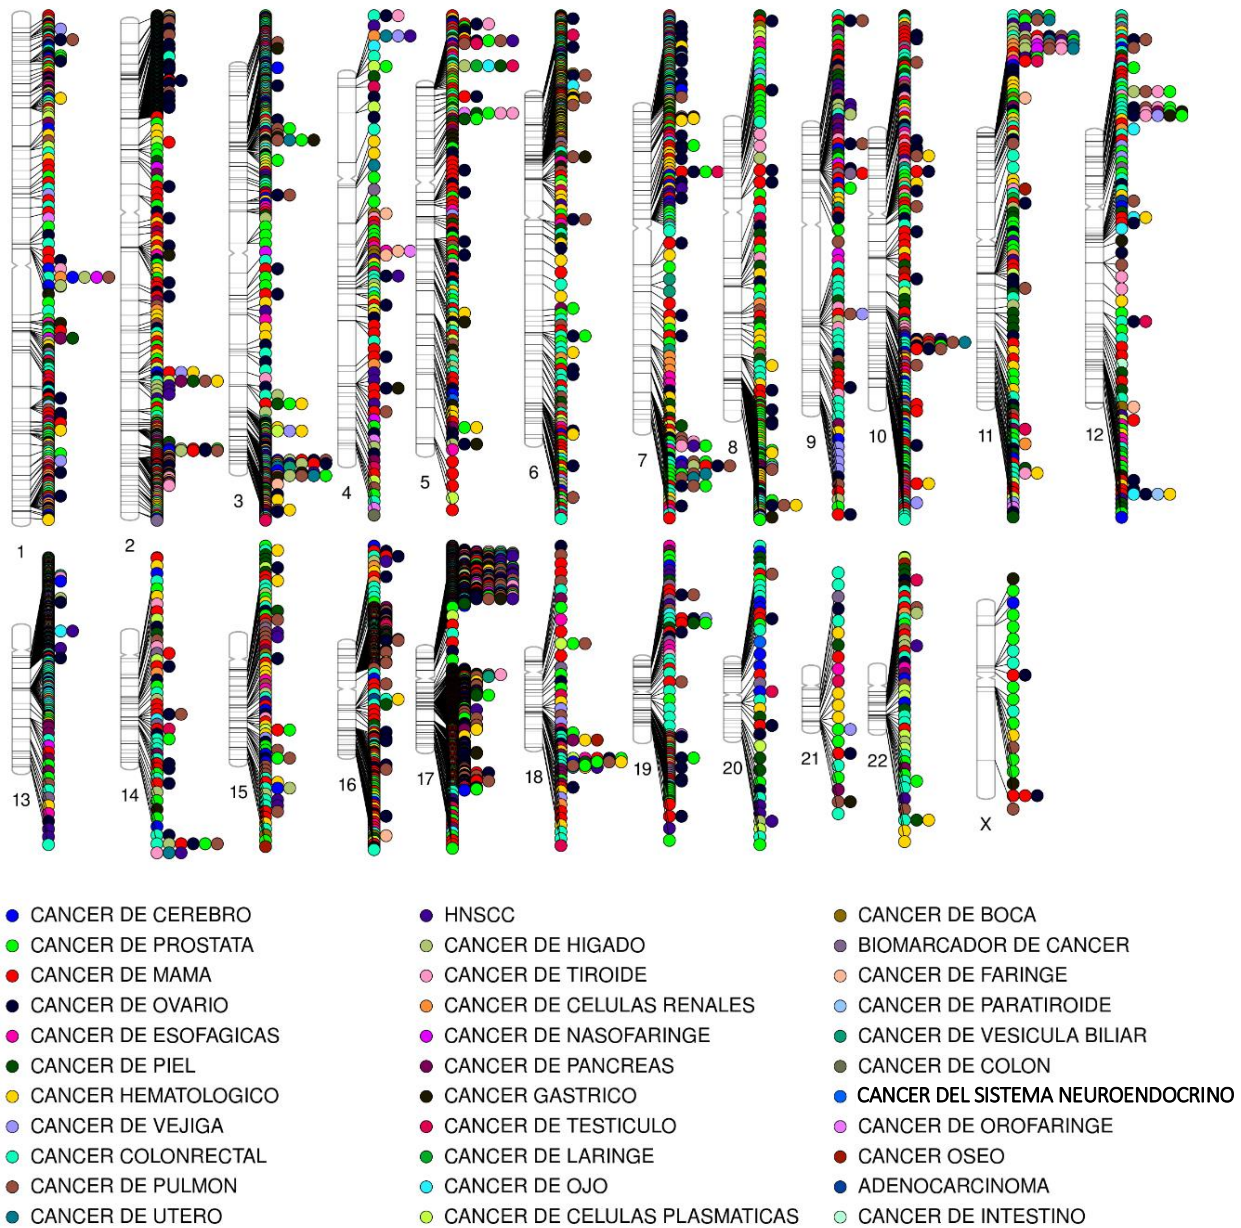 1
2
3
4
5
6
7
8
9
10
11
12
13
14
15
16
17
18
19
20
21
22
X
CANCER DE CEREBRO
CANCER DE PROSTATA
CANCER DE MAMA
CANCER DE OVARIO
CANCER DE ESOFAGICAS
CANCER DE PIEL
CANCER HEMATOLOGICO
CANCER DE VEJIGA
CANCER COLONRECTAL
CANCER DE PULMON
CANCER DE UTERO
HNSCC
CANCER DE HIGADO
CANCER DE TIROIDE
CANCER DE CELULAS RENALES
CANCER DE NASOFARINGE
CANCER DE PANCREAS
CANCER GASTRICO
CANCER DE TESTICULO
CANCER DE LARINGE
CANCER DE OJO
CANCER DE CELULAS PLASMATICAS
CANCER DE BOCA
BIOMARCADOR DE CANCER
CANCER DE FARINGE
CANCER DE PARATIROIDE
CANCER DE VESICULA BILIAR
CANCER DE COLON
CANCER DEL SISTEMA NEUROENDOCRINO
CANCER DE OROFARINGE
CANCER OSEO
ADENOCARCINOMA
CANCER DE INTESTINO